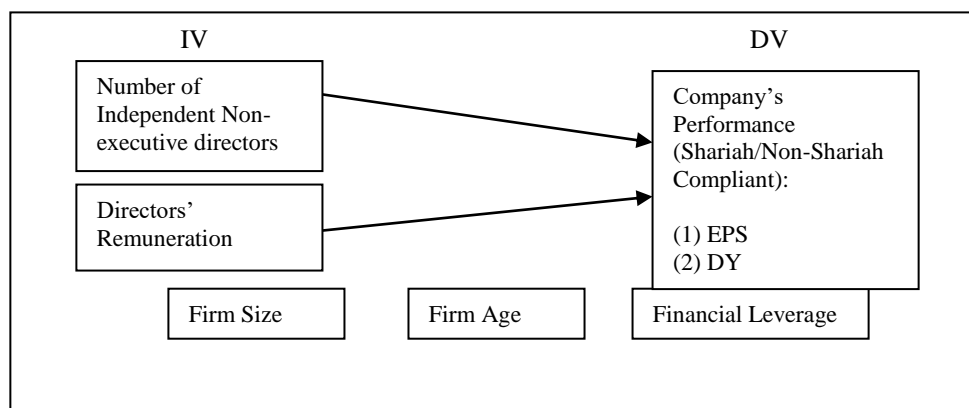 IV
DV
Number of
Independent Non-
executive directors
Directors’
Remuneration
Company’s
Performance
(Shariah/Non-Shariah
Compliant):
(1) EPS
(2) DY
Firm Size
Firm Age
Financial Leverage